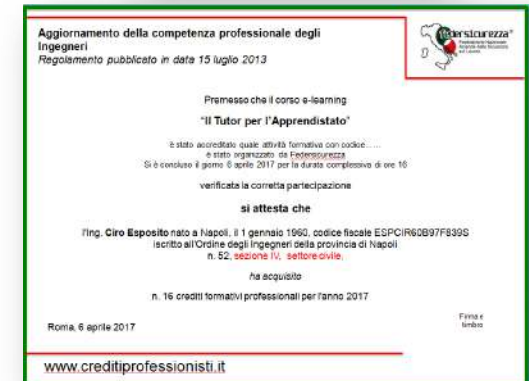 Aggiornamento della competenza professionale degli
Ingegneri
Regolamento pubblicato in data 15 luglio 2013
Federsicurezza
Premesso che il corso e-learning
"Il Tutor per l'Apprendistato"
è stato accreditato quale attività formativa con codice.....
è stato organizzato da Federsicurezza
Si è concluso il giorno 6 aprile 2017 per la durata complessiva di ore 16
verificata la corretta partecipazione
si attesta che
l'Ing. Ciro Esposito nato a Napoli, il 1 gennaio 1960, codice fiscale ESPCIR60B97F839S
iscritto all'Ordine degli Ingegneri della provincia di Napoli
n. 52, sezione IV, settore civile,
ha acquisito
n. 16 crediti formativi professionali per l'anno 2017
Firma e
timbro
Roma, 6 aprile 2017
www.creditiprofessionisti.it